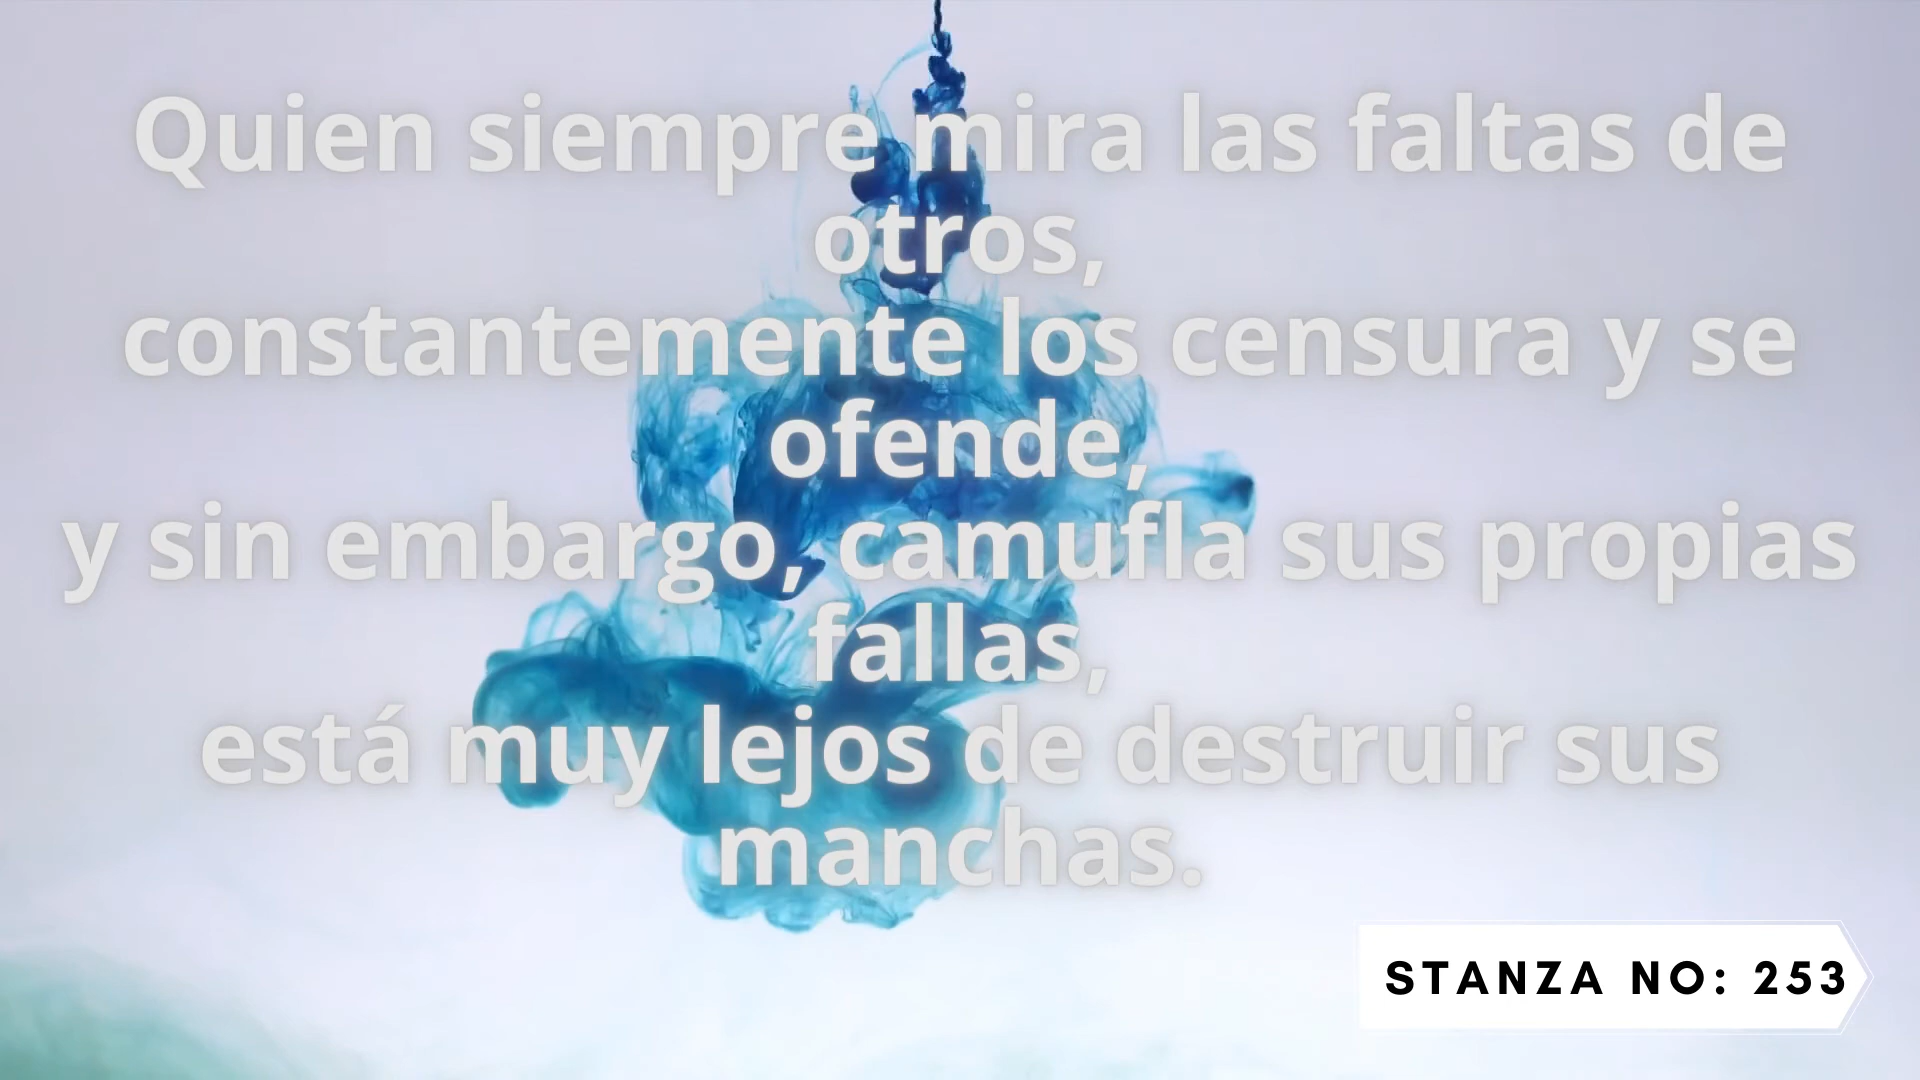 Quien siempre mira las faltas de
otros,
constantemente los censura y se
ofende,
y sin embargo, camufla sus propias
fallas,
está muy lejos de destruir sus
manchas.
STANZA NO: 253